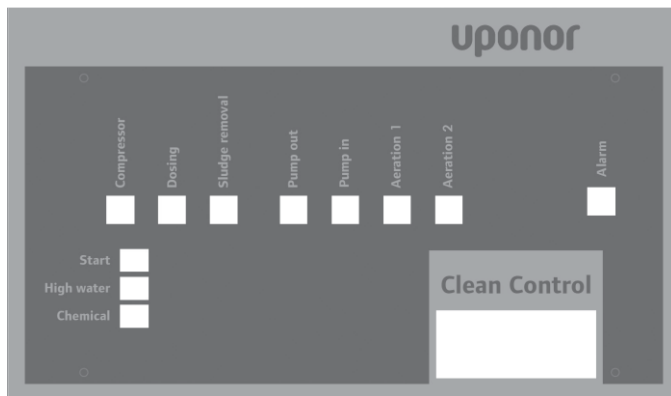 uponor
Compressor
Dosing
Sludge removal
Pump out
Pump in
Aeration 1
Aeration 2
Alarm
Start
High water
Chemical
Clean Control